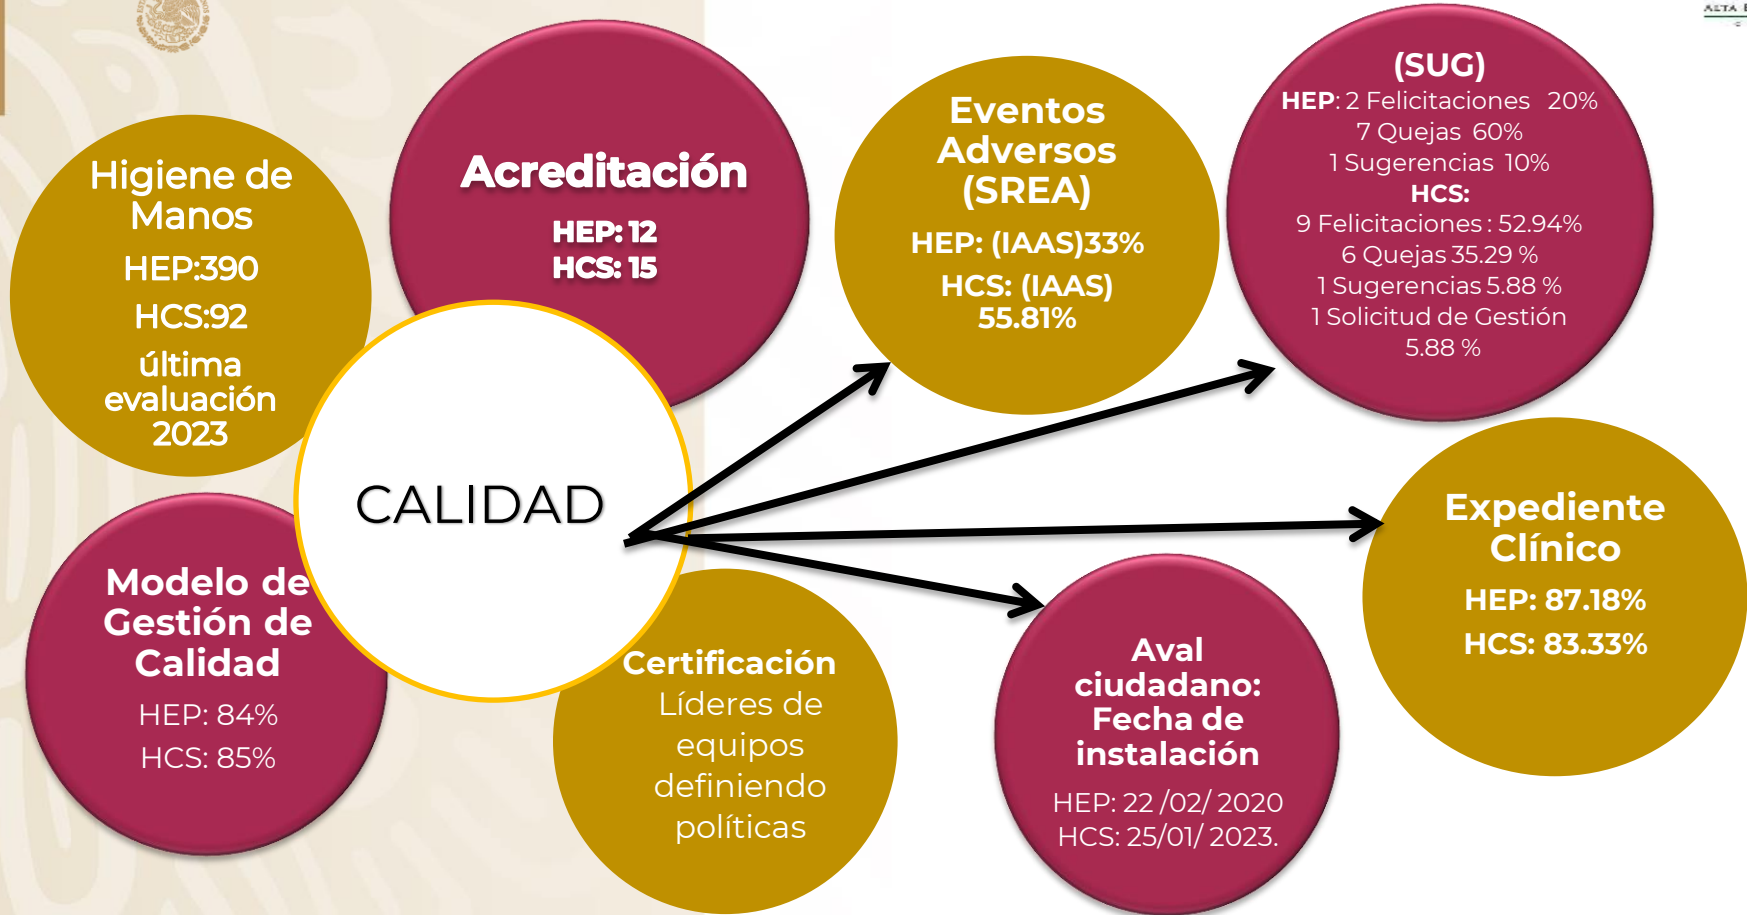 ALTA
Higiene de
Manos
HEP:390
HCS:92
última
evaluación
2023
Acreditación
HEP: 12
HCS: 15
Eventos
Adversos
(SREA)
HEP: (IAAS)33%
HCS: (IAAS)
55.81%
(SUG)
HEP: 2 Felicitaciones 20%
7 Quejas 60%
1 Sugerencias 10%
HCS:
9 Felicitaciones : 52.94%
6 Quejas 35.29 %
1 Sugerencias 5.88 %
1 Solicitud de Gestión
5.88 %
CALIDAD
Expediente
Clínico
HEP: 87.18%
HCS: 83.33%
Modelo de
Gestión de
Calidad
HEP: 84%
HCS: 85%
Certificación
Líderes de
equipos
definiendo
políticas
Aval
ciudadano:
Fecha de
instalación
HEP: 22 /02/ 2020
HCS: 25/01/ 2023.